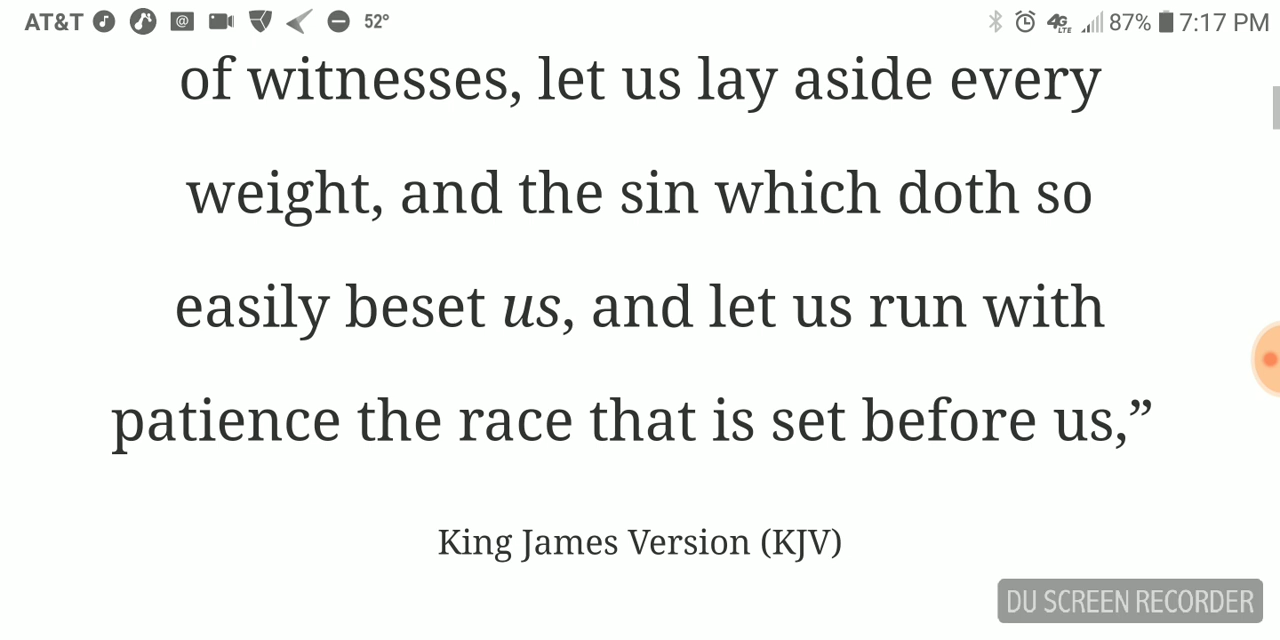 AT&T @ 52° 4G LTE 87% 7:17 PM
of witnesses, let us lay aside every
weight, and the sin which doth so
easily beset us, and let us run with
patience the race that is set before us,”
King James Version (KJV)
DU SCREEN RECORDER